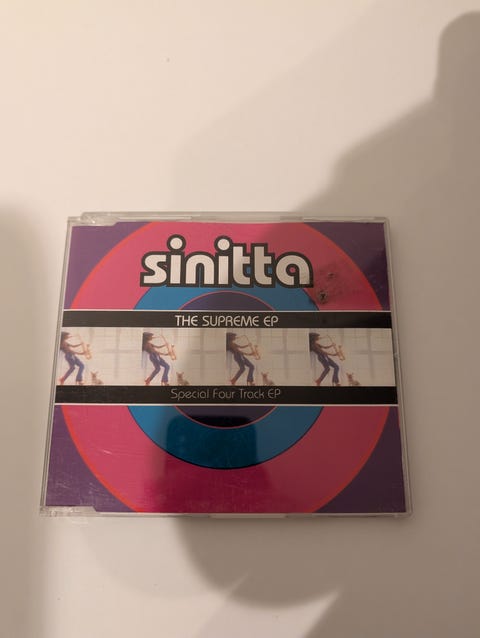 sinitta
THE SUPREME EP
Special Four Track EP